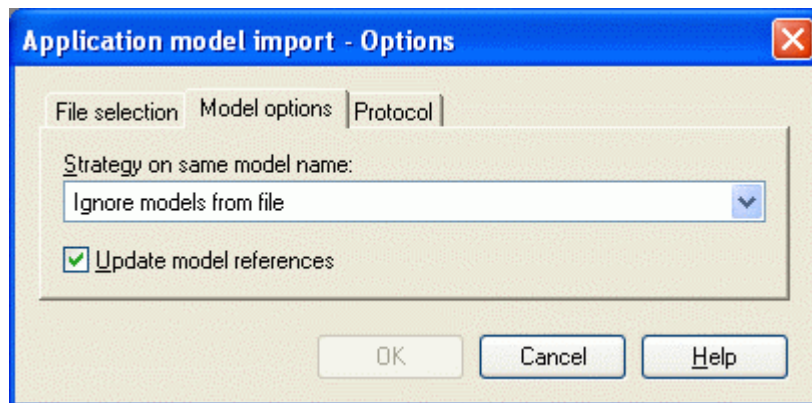 Application model import - Options
File selection Model options Protocol
Strategy on same model name:
Ignore models from file
Update model references
OK Cancel Help